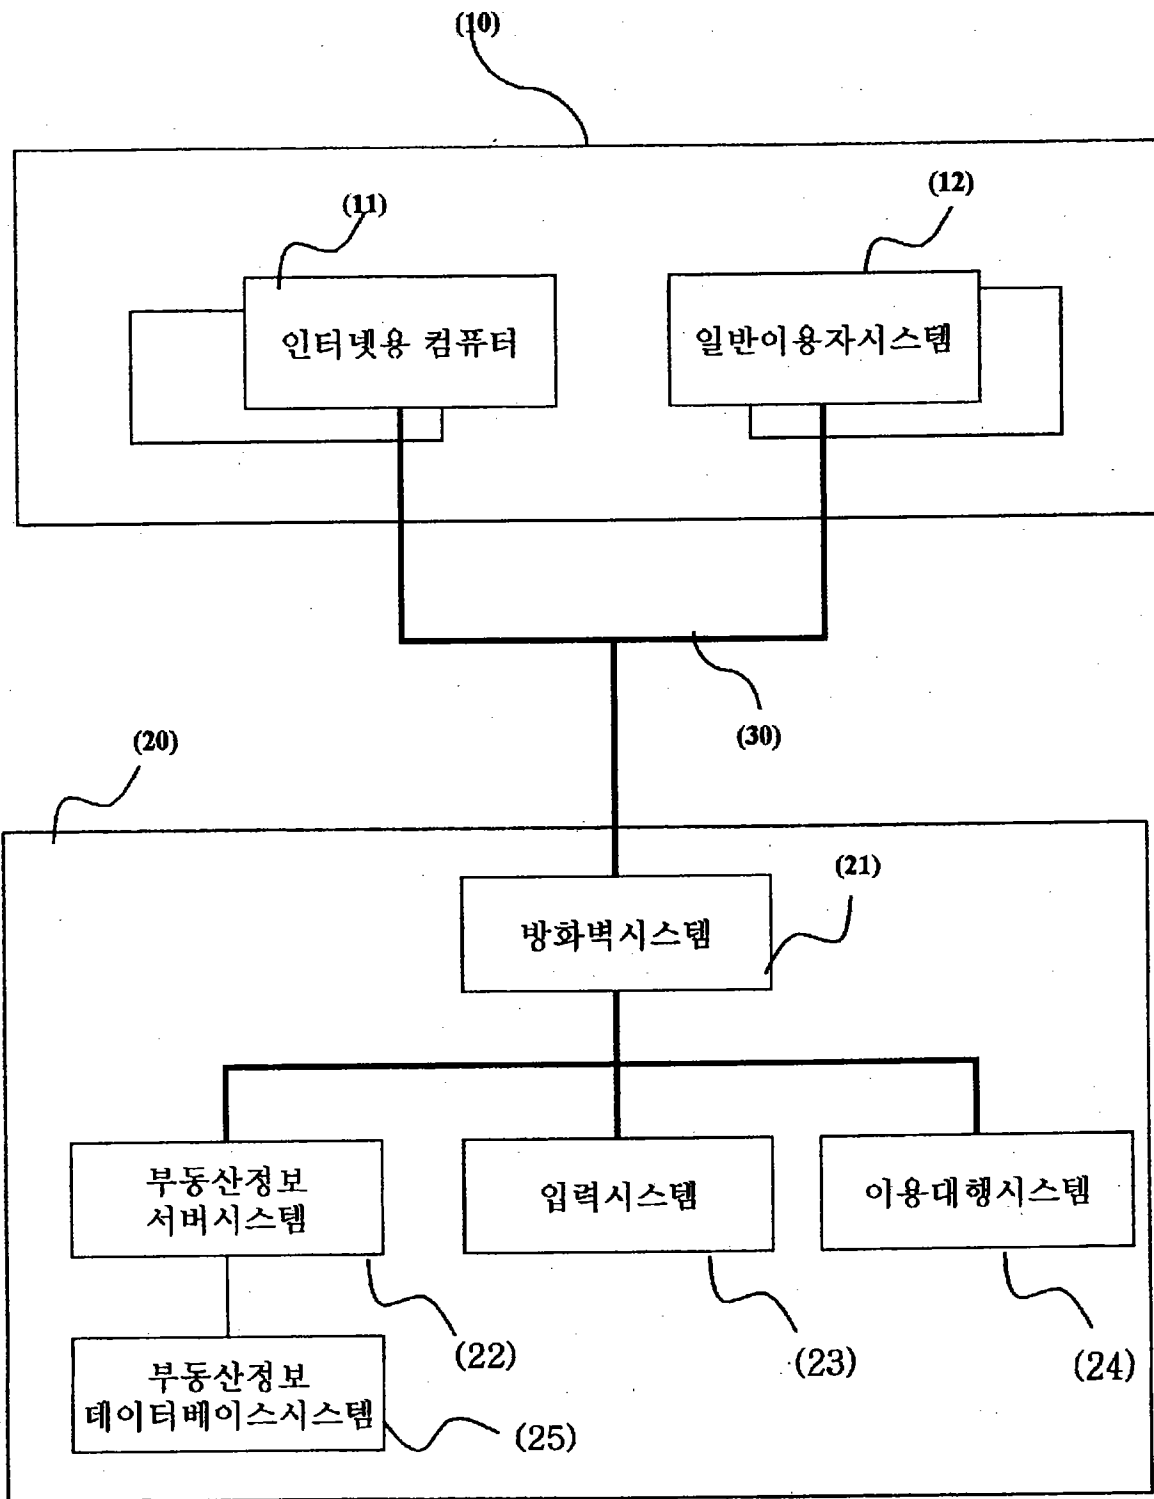 (10)
(11)
(12)
인터넷용 컴퓨터
일반이용자시스템
(30)
(20)
(21)
방화벽시스템
부동산정보
서버시스템
입력시스템
이용대행시스템
(22)
(23)
(24)
부동산정보
데이터베이스시스템
(25)